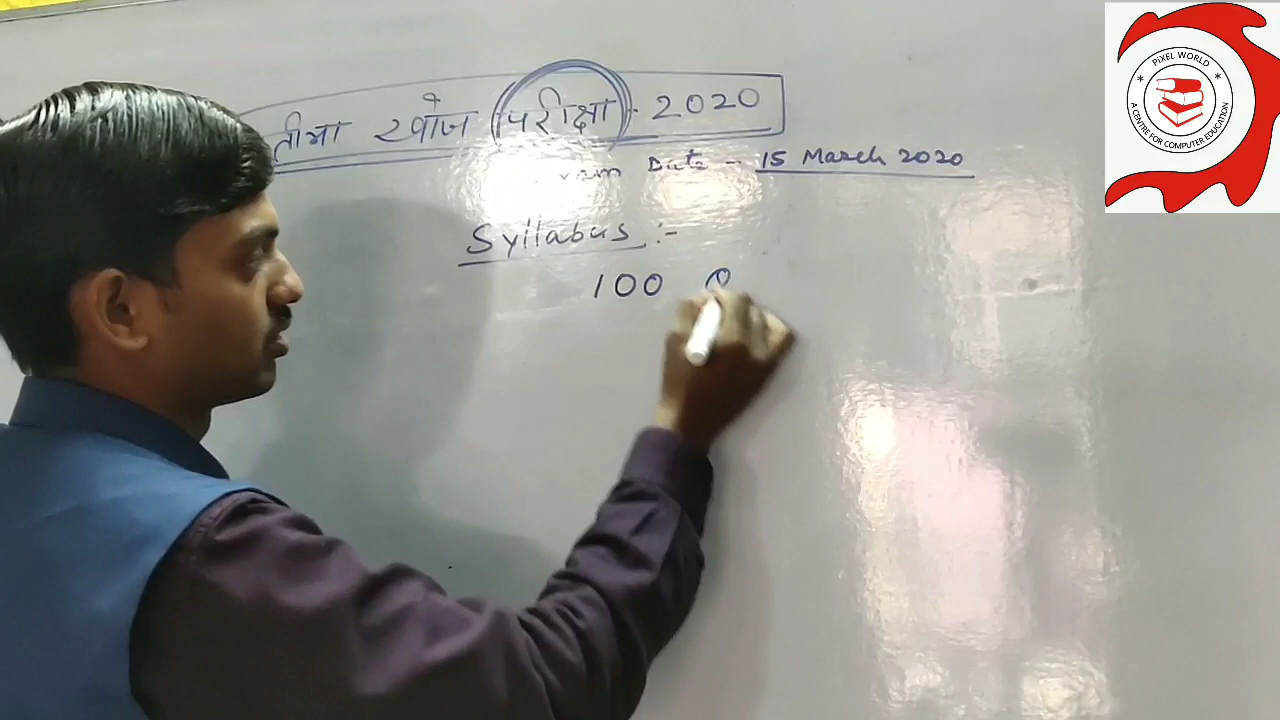 खोज परीक्षा - 2020
Date - 15 March 2020
Syllabus :-
100 Q
PIXEL WORLD
A CENTRE FOR COMPUTER EDUCATION